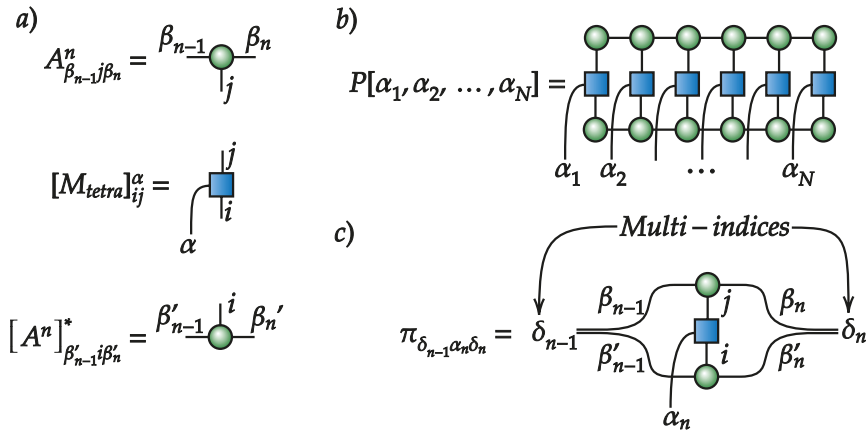 a)
A^n_{β_{n−1}jβ_n} =
β_{n−1} β_n
j
[M_{tetra}]^α_{ij} =
j
i
α
[A^n]^*_{β′_{n−1}iβ′_n} =
β′_{n−1} i β_n′
b)
P[α_1, α_2, … , α_N] =
α_1 α_2 … α_N
c)
Multi − indices
π_{δ_{n−1}α_nδ_n} = δ_{n−1} δ_n
β_{n−1} j β_n
β′_{n−1} i β′_n
α_n